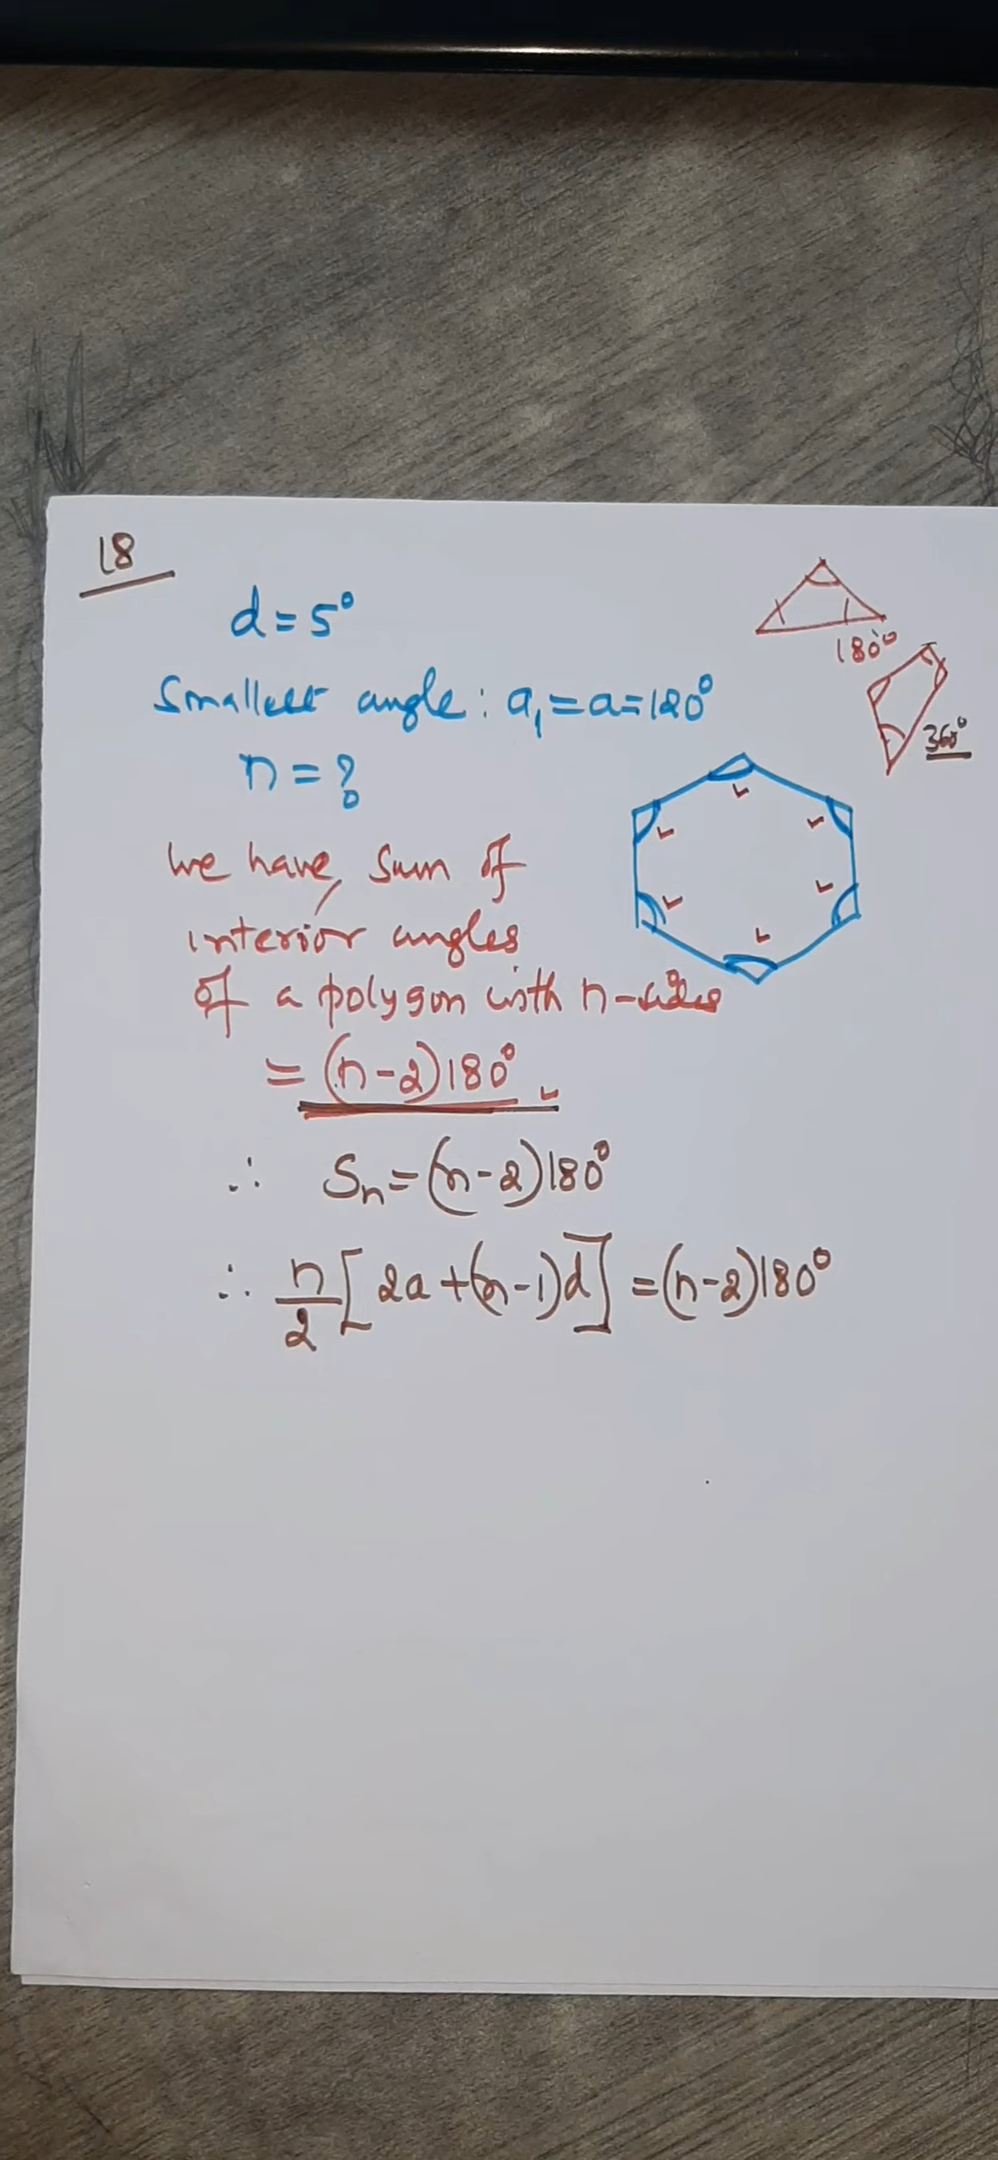 18
d = 5°
Smallest angle: a₁ = a = 120°
n = ?
180°
360°
We have, sum of
interior angles
of a polygon with n-sides
= (n-2)180°
∴ Sn = (n-2)180°
∴ n/2 [2a + (n-1)d] = (n-2)180°